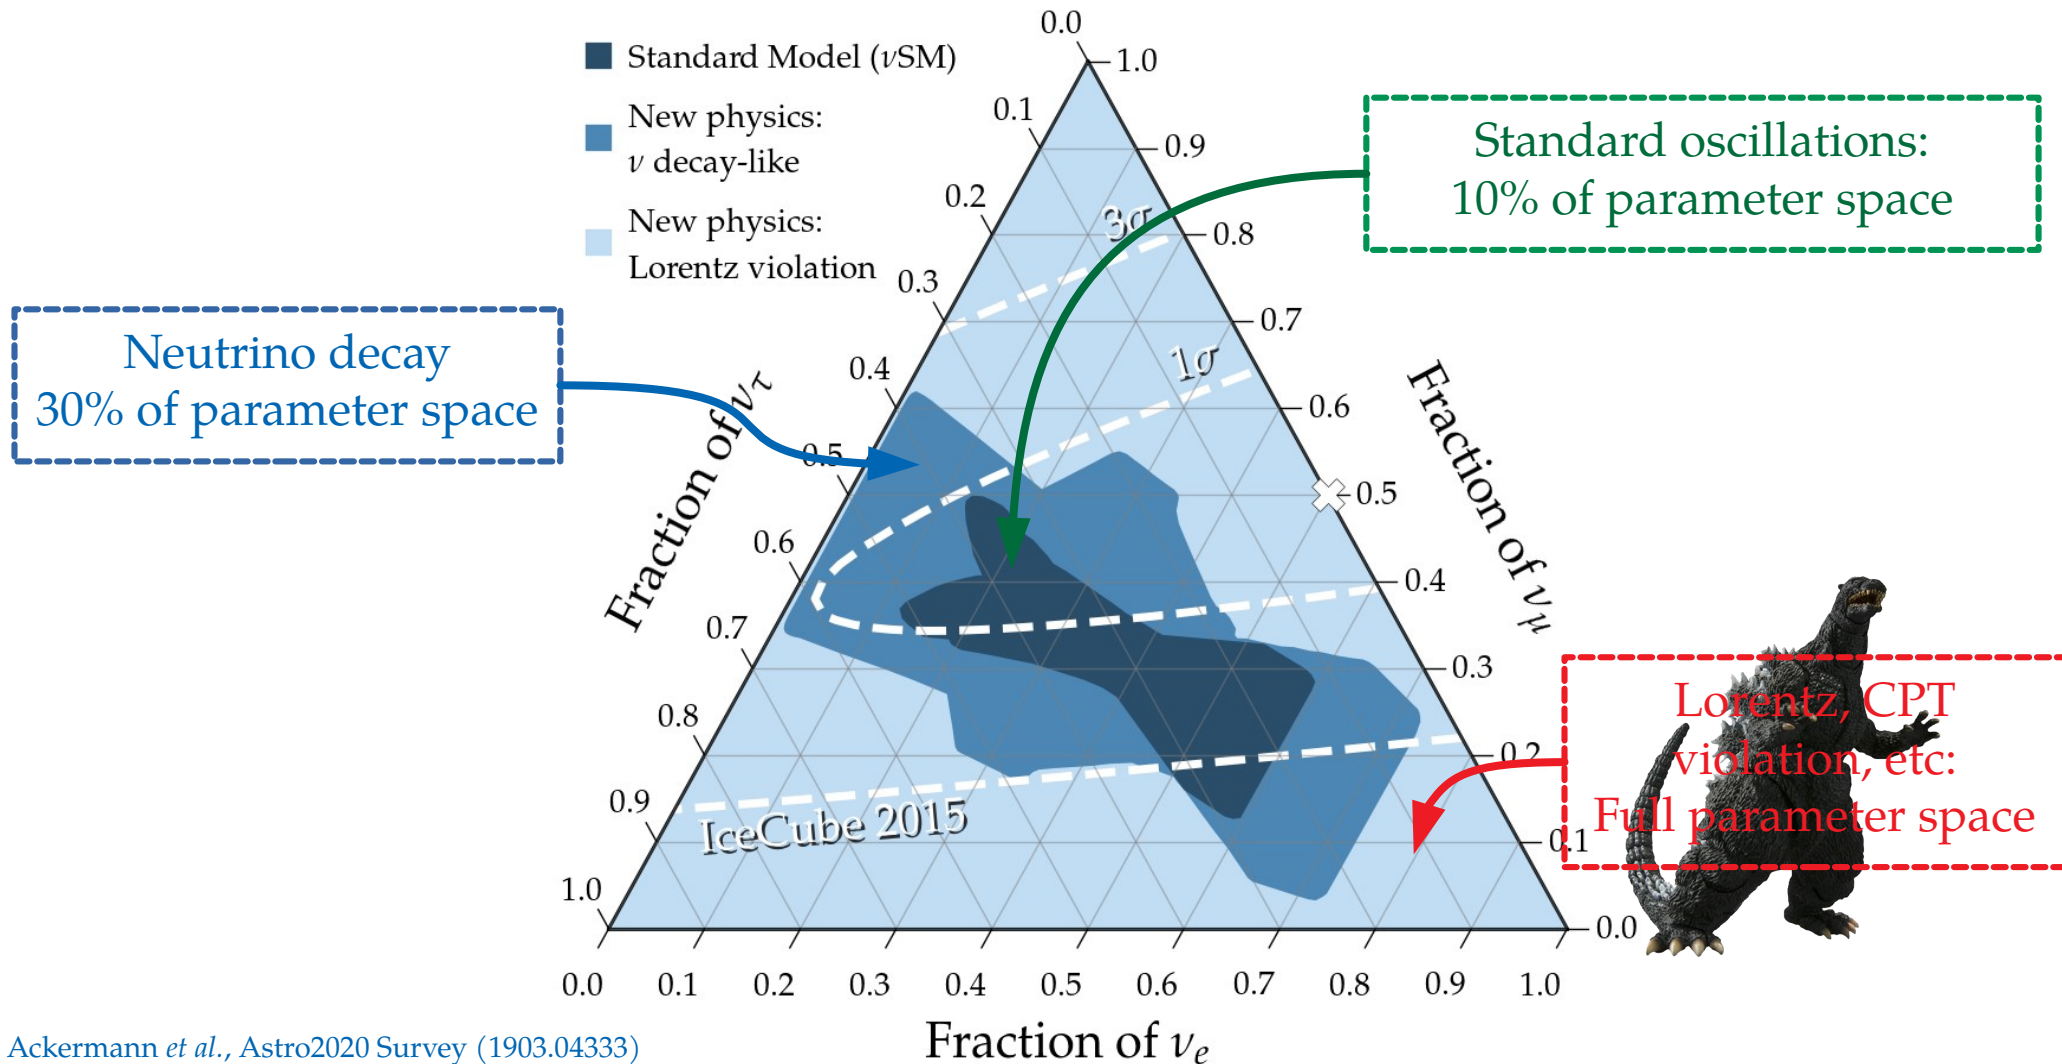 Standard Model (νSM)
New physics:
ν decay-like
New physics:
Lorentz violation
Standard oscillations:
10% of parameter space
Neutrino decay
30% of parameter space
Lorentz, CPT
violation, etc:
Full parameter space
3σ
1σ
IceCube 2015
Fraction of ντ
0.0
0.1
0.2
0.3
0.4
0.5
0.6
0.7
0.8
0.9
1.0
Fraction of νμ
1.0
0.9
0.8
0.7
0.6
0.5
0.4
0.3
0.2
0.1
0.0
0.0 0.1 0.2 0.3 0.4 0.5 0.6 0.7 0.8 0.9 1.0
Fraction of νe
Ackermann et al., Astro2020 Survey (1903.04333)